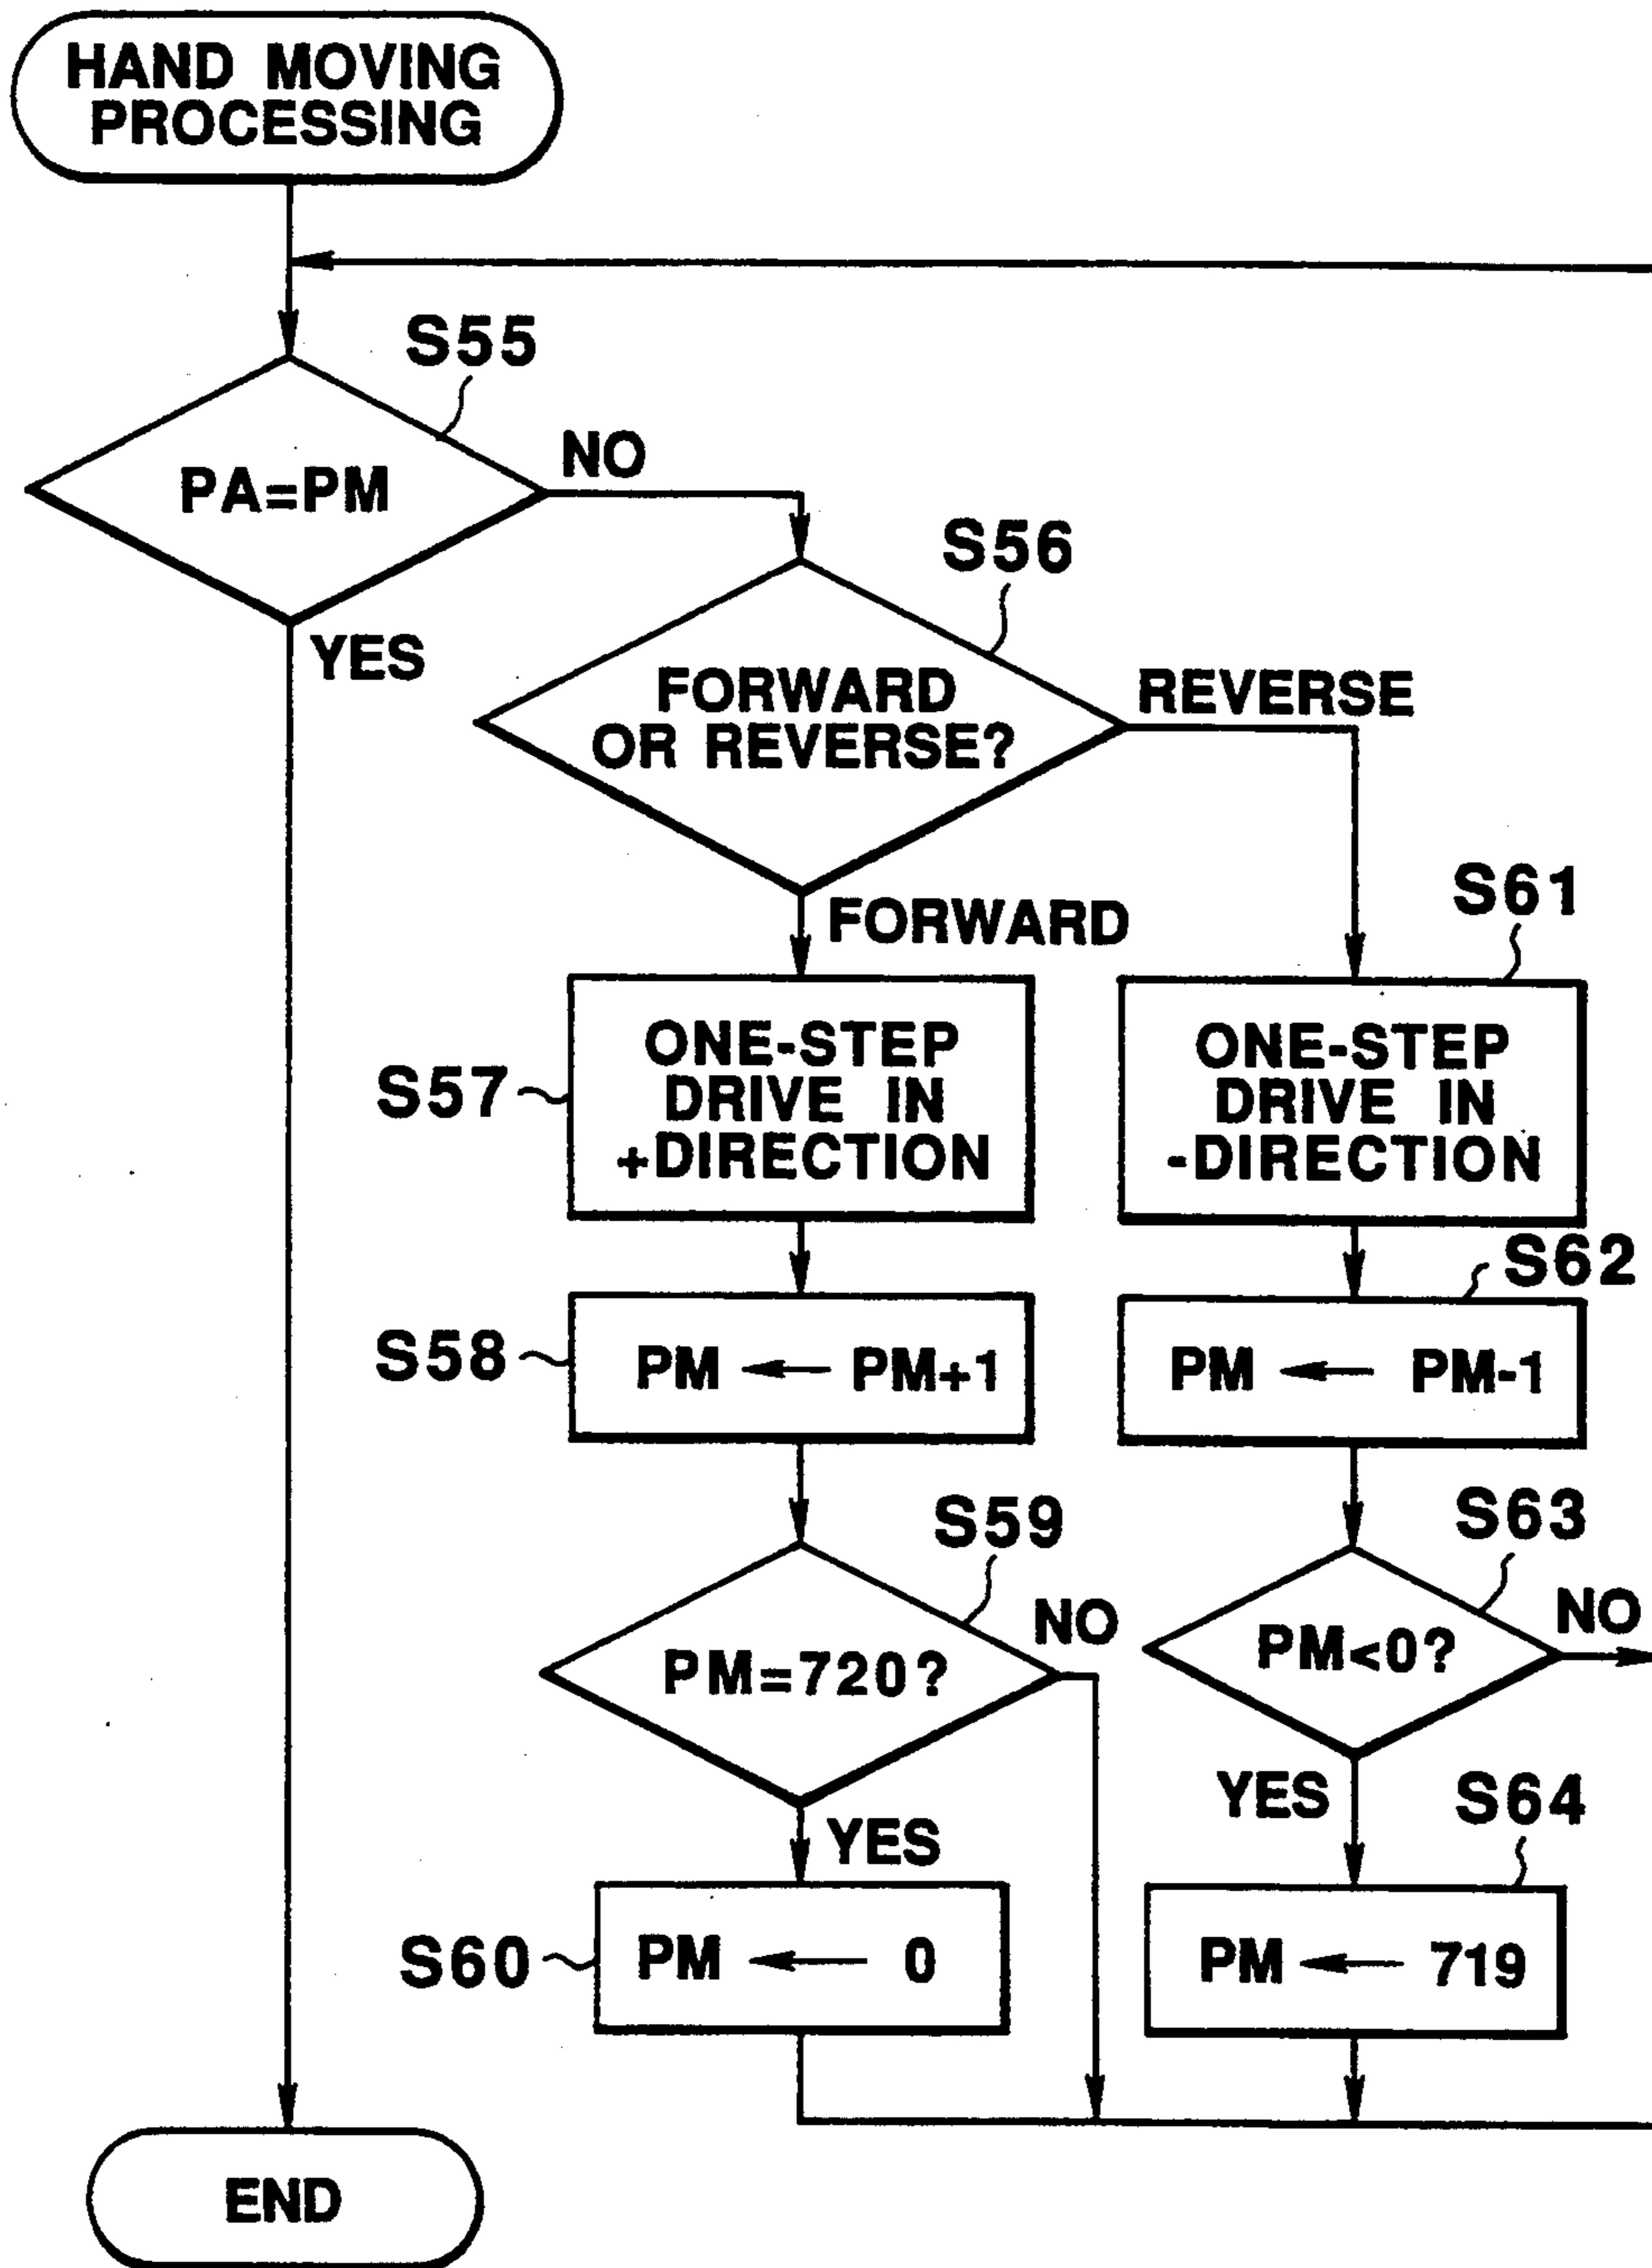 HAND MOVING
PROCESSING
S55
PA=PM
NO
YES
S56
FORWARD
OR REVERSE?
REVERSE
FORWARD
S57
ONE-STEP
DRIVE IN
+DIRECTION
S61
ONE-STEP
DRIVE IN
-DIRECTION
S58
PM ← PM+1
S62
PM ← PM-1
S59
PM=720?
NO
YES
S63
PM<0?
NO
YES
S60
PM ← 0
S64
PM ← 719
END